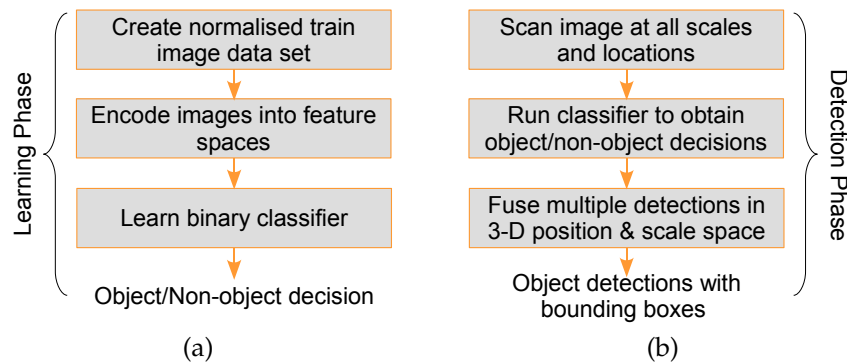 Learning Phase
Create normalised train
image data set
Encode images into feature
spaces
Learn binary classifier
Object/Non-object decision
(a)
Scan image at all scales
and locations
Run classifier to obtain
object/non-object decisions
Fuse multiple detections in
3-D position & scale space
Object detections with
bounding boxes
Detection Phase
(b)